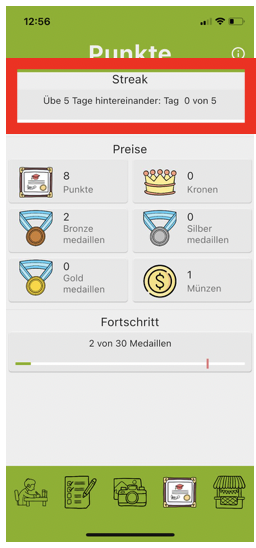 12:56
Punkte
Streak
Übe 5 Tage hintereinander: Tag 0 von 5
Preise
8
Punkte
0
Kronen
2
Bronze
medaillen
0
Silber
medaillen
0
Gold
medaillen
1
Münzen
Fortschritt
2 von 30 Medaillen